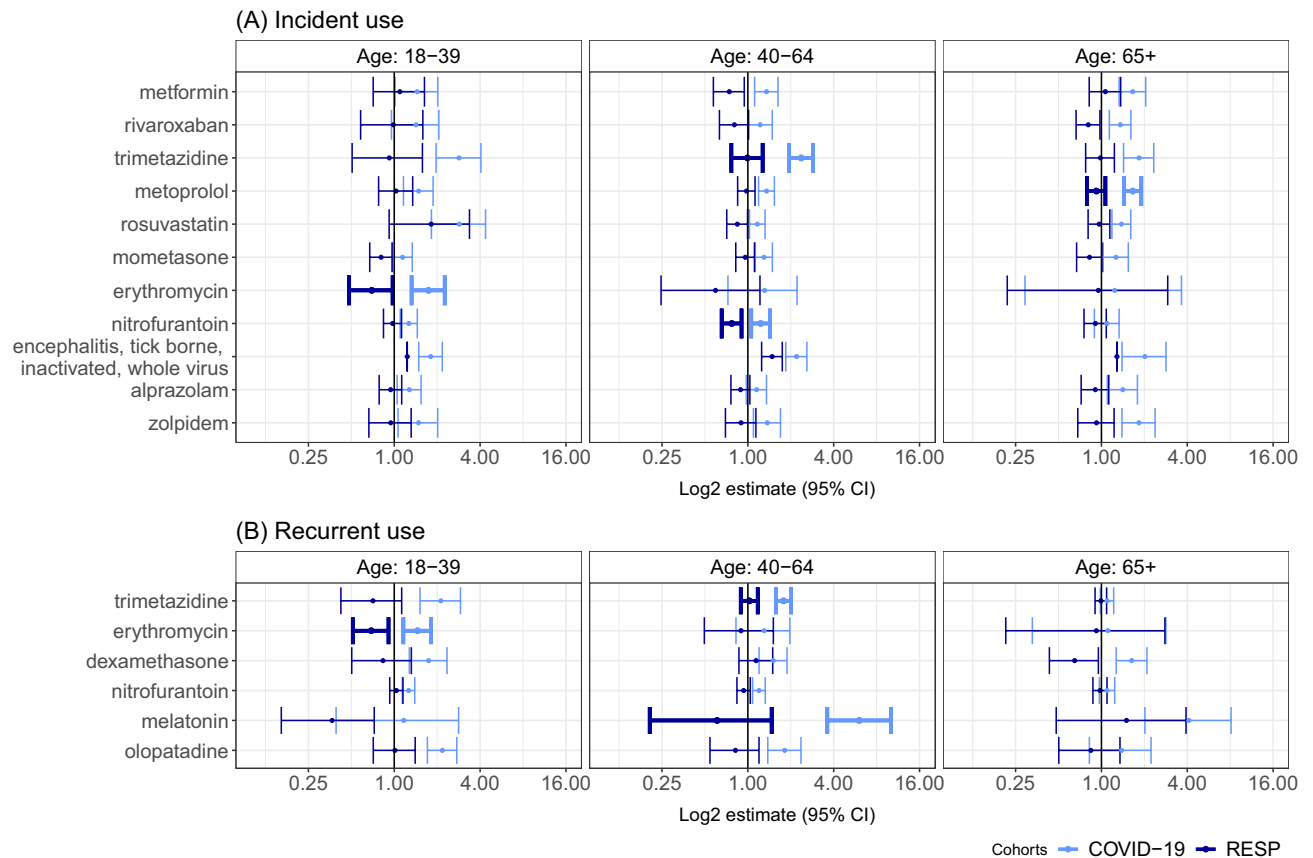 (A) Incident use
Age: 18−39
Age: 40−64
Age: 65+
metformin
rivaroxaban
trimetazidine
metoprolol
rosuvastatin
mometasone
erythromycin
nitrofurantoin
encephalitis, tick borne,
inactivated, whole virus
alprazolam
zolpidem
0.25 1.00 4.00 16.00
0.25 1.00 4.00 16.00
0.25 1.00 4.00 16.00
Log2 estimate (95% CI)
(B) Recurrent use
Age: 18−39
Age: 40−64
Age: 65+
trimetazidine
erythromycin
dexamethasone
nitrofurantoin
melatonin
olopatadine
0.25 1.00 4.00 16.00
0.25 1.00 4.00 16.00
0.25 1.00 4.00 16.00
Log2 estimate (95% CI)
Cohorts COVID−19 RESP